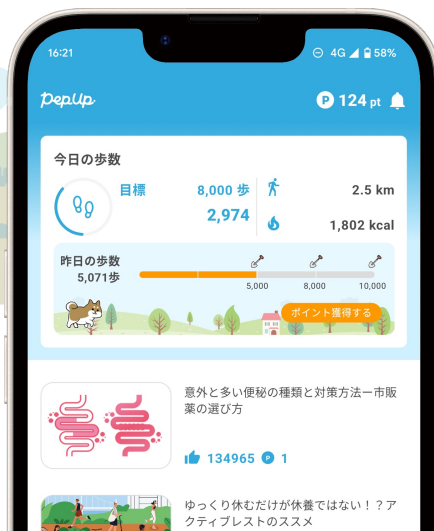 16:21
4G 58%
PepUp
P 124 pt
今日の歩数
目標 8,000 歩
2.5 km
2,974
1,802 kcal
昨日の歩数
5,071歩
5,000 8,000 10,000
ポイント獲得する
意外と多い便秘の種類と対策方法ー市販
薬の選び方
134965 P 1
ゆっくり休むだけが休養ではない！？ア
クティブレストのススメ